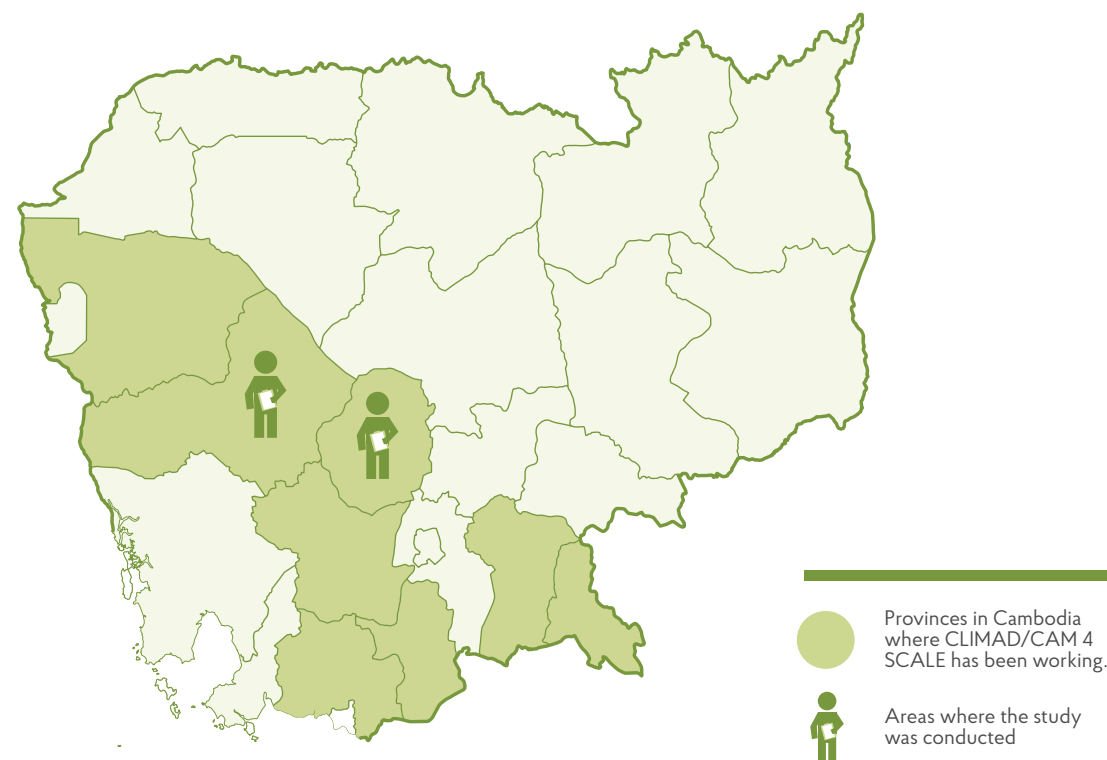 Provinces in Cambodia
where CLIMAD/CAM 4
SCALE has been working.
Areas where the study
was conducted